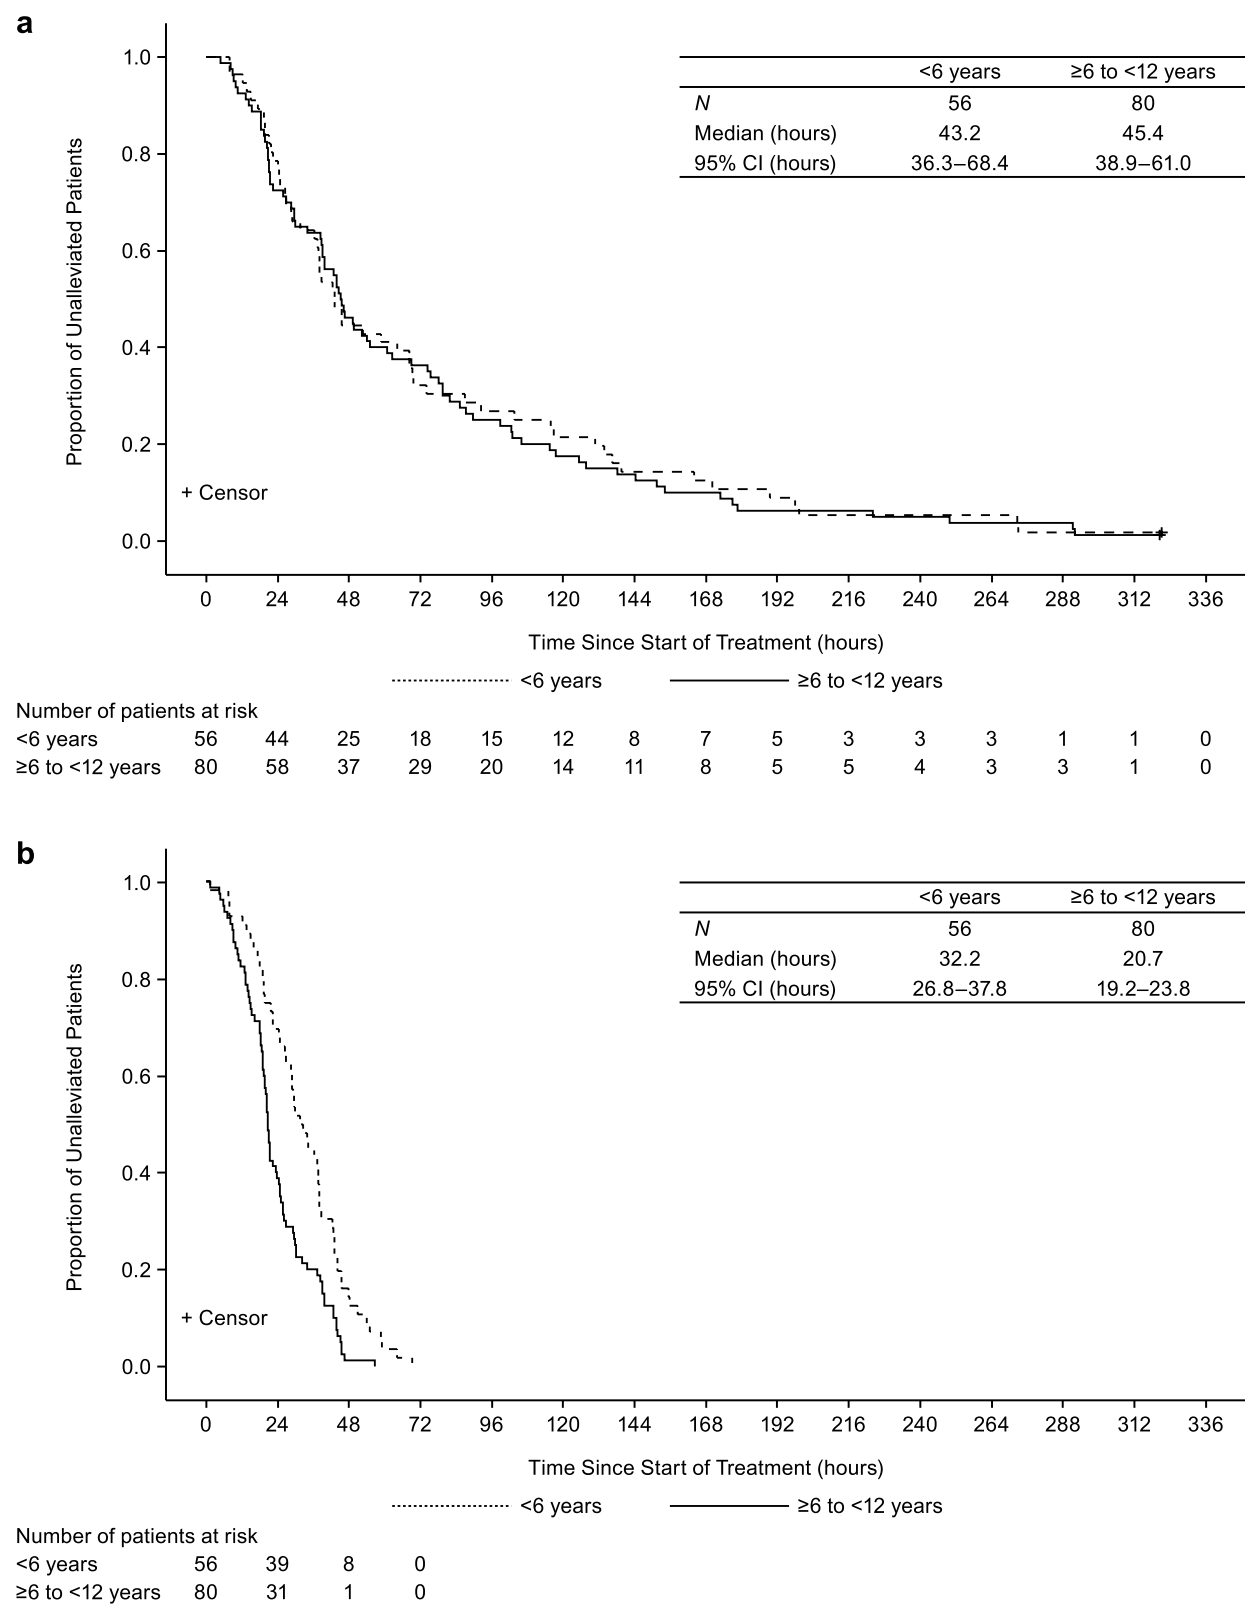 a
<6 years ≥6 to <12 years
N 56 80
Median (hours) 43.2 45.4
95% CI (hours) 36.3–68.4 38.9–61.0
Proportion of Unalleviated Patients
1.0
0.8
0.6
0.4
0.2
0.0
+ Censor
0 24 48 72 96 120 144 168 192 216 240 264 288 312 336
Time Since Start of Treatment (hours)
<6 years ≥6 to <12 years
Number of patients at risk
<6 years 56 44 25 18 15 12 8 7 5 3 3 3 1 1 0
≥6 to <12 years 80 58 37 29 20 14 11 8 5 5 4 3 3 1 0
b
<6 years ≥6 to <12 years
N 56 80
Median (hours) 32.2 20.7
95% CI (hours) 26.8–37.8 19.2–23.8
Proportion of Unalleviated Patients
1.0
0.8
0.6
0.4
0.2
0.0
+ Censor
0 24 48 72 96 120 144 168 192 216 240 264 288 312 336
Time Since Start of Treatment (hours)
<6 years ≥6 to <12 years
Number of patients at risk
<6 years 56 39 8 0
≥6 to <12 years 80 31 1 0